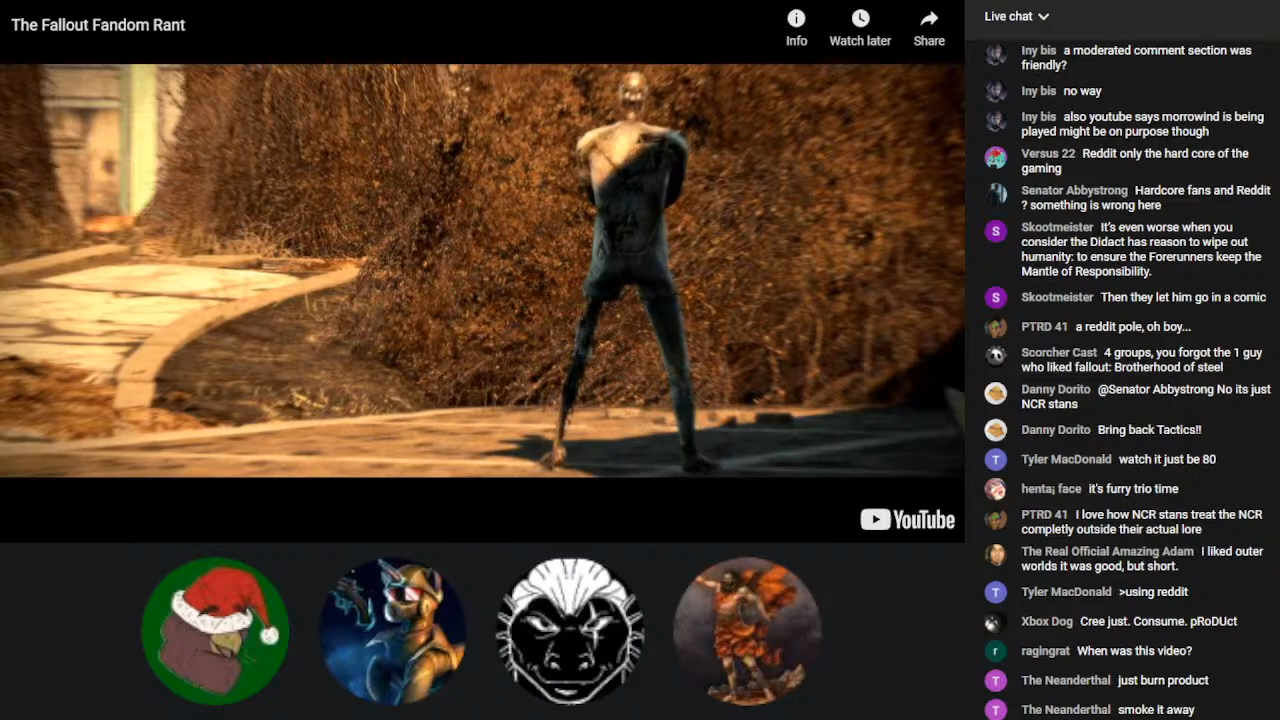 The Fallout Fandom Rant
Info
Watch later
Share
YouTube
Live chat
Iny bis a moderated comment section was
friendly?
Iny bis no way
Iny bis also youtube says morrowind is being
played might be on purpose though
Versus 22 Reddit only the hard core of the
gaming
Senator Abbystrong Hardcore fans and Reddit
? something is wrong here
S
Skootmeister It's even worse when you
consider the Didact has reason to wipe out
humanity: to ensure the Forerunners keep the
Mantle of Responsibility.
S
Skootmeister Then they let him go in a comic
PTRD 41 a reddit pole, oh boy...
Scorcher Cast 4 groups, you forgot the 1 guy
who liked fallout: Brotherhood of steel
Danny Dorito @Senator Abbystrong No its just
NCR stans
Danny Dorito Bring back Tactics!!
T
Tyler MacDonald watch it just be 80
henta¡ face it's furry trio time
PTRD 41 I love how NCR stans treat the NCR
completly outside their actual lore
The Real Official Amazing Adam I liked outer
worlds it was good, but short.
T
Tyler MacDonald >using reddit
Xbox Dog Cree just. Consume. pRoDUct
r
ragingrat When was this video?
T
The Neanderthal just burn product
T
The Neanderthal smoke it away